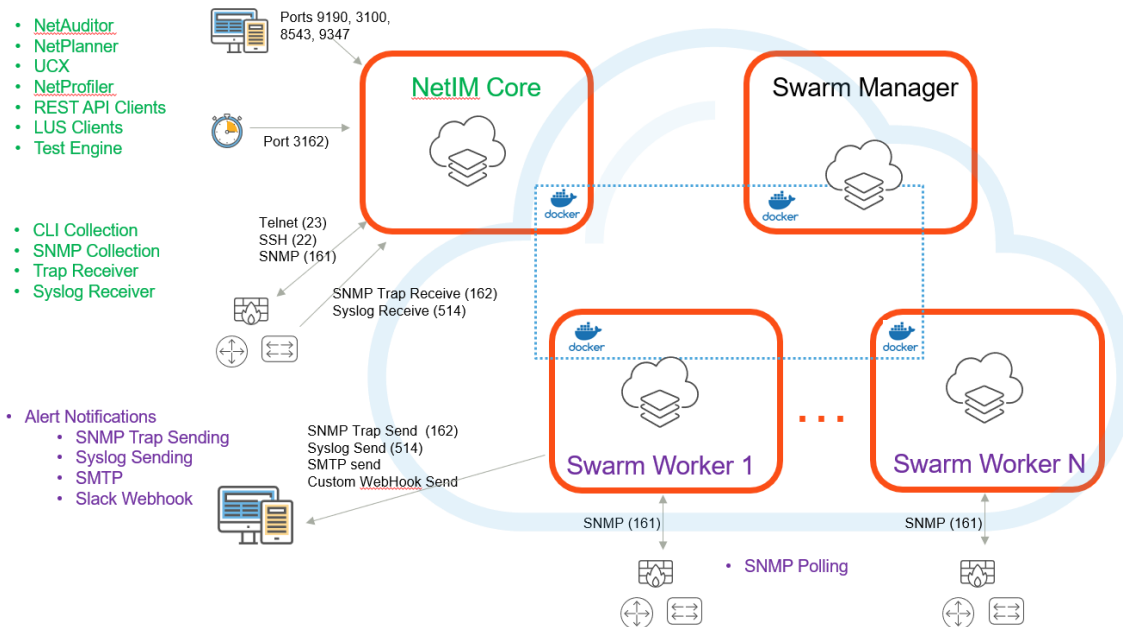 • NetAuditor
• NetPlanner
• UCX
• NetProfiler
• REST API Clients
• LUS Clients
• Test Engine
Ports 9190, 3100,
8543, 9347
Port 3162)
NetIM Core
docker
Swarm Manager
docker
• CLI Collection
• SNMP Collection
• Trap Receiver
• Syslog Receiver
Telnet (23)
SSH (22)
SNMP (161)
SNMP Trap Receive (162)
Syslog Receive (514)
docker
Swarm Worker 1
...
docker
Swarm Worker N
• Alert Notifications
• SNMP Trap Sending
• Syslog Sending
• SMTP
• Slack Webhook
SNMP Trap Send (162)
Syslog Send (514)
SMTP send
Custom WebHook Send
SNMP (161)
SNMP (161)
• SNMP Polling